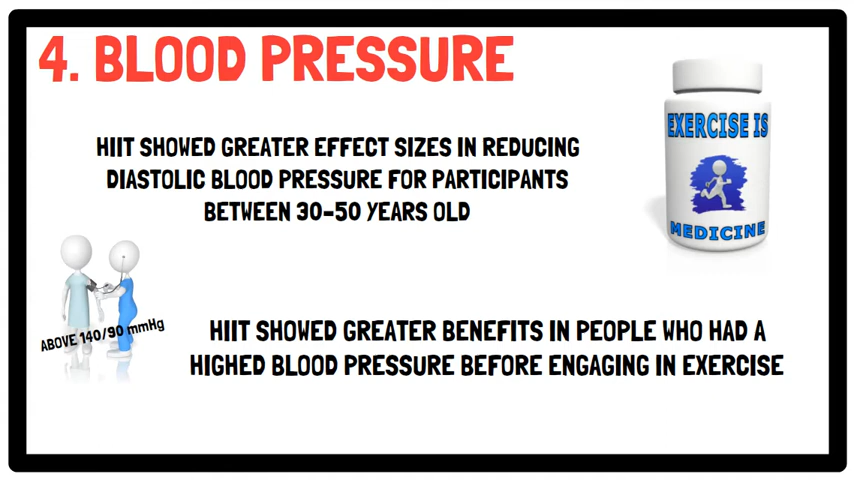 4. BLOOD PRESSURE
HIIT SHOWED GREATER EFFECT SIZES IN REDUCING
DIASTOLIC BLOOD PRESSURE FOR PARTICIPANTS
BETWEEN 30-50 YEARS OLD
EXERCISE IS
MEDICINE
ABOVE 140/90 mmHg
HIIT SHOWED GREATER BENEFITS IN PEOPLE WHO HAD A
HIGHED BLOOD PRESSURE BEFORE ENGAGING IN EXERCISE